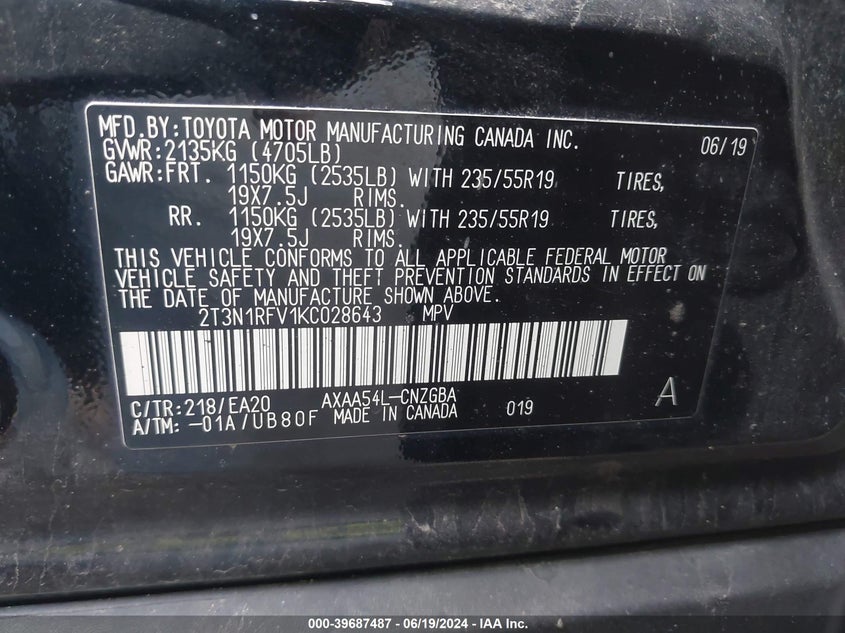 MFD.BY:TOYOTA MOTOR MANUFACTURING CANADA INC. 06/19
GVWR:2135KG (4705LB)
GAWR:FRT. 1150KG (2535LB) WITH 235/55R19 TIRES,
19X7.5J RIMS.
RR. 1150KG (2535LB) WITH 235/55R19 TIRES,
19X7.5J RIMS.
THIS VEHICLE CONFORMS TO ALL APPLICABLE FEDERAL MOTOR
VEHICLE SAFETY AND THEFT PREVENTION STANDARDS IN EFFECT ON
THE DATE OF MANUFACTURE SHOWN ABOVE.
2T3N1RFV1KC028643 MPV
C/TR:218/EA20 AXAA54L-CNZGBA A
A/TM: -01A/UB80F MADE IN CANADA 019
000-39687487 - 06/19/2024 - IAA Inc.